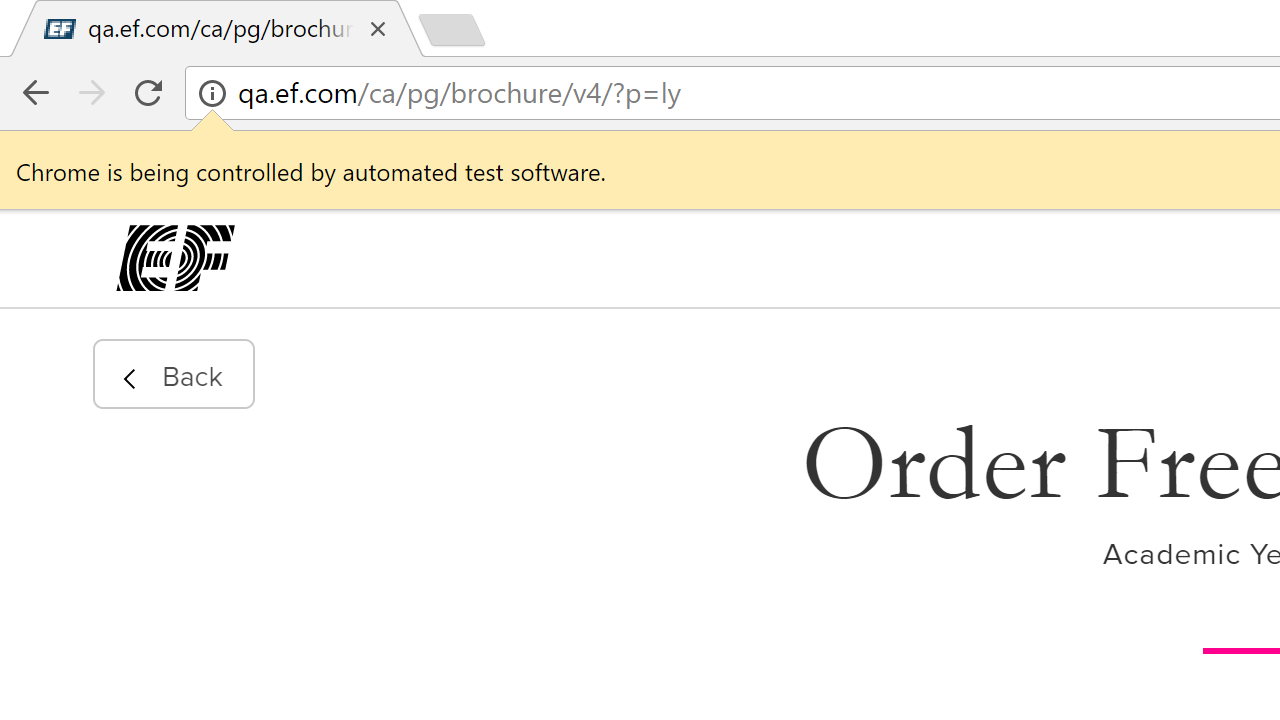 EF qa.ef.com/ca/pg/brochur
qa.ef.com/ca/pg/brochure/v4/?p=ly
Chrome is being controlled by automated test software.
EF
Back
Order Free
Academic Ye